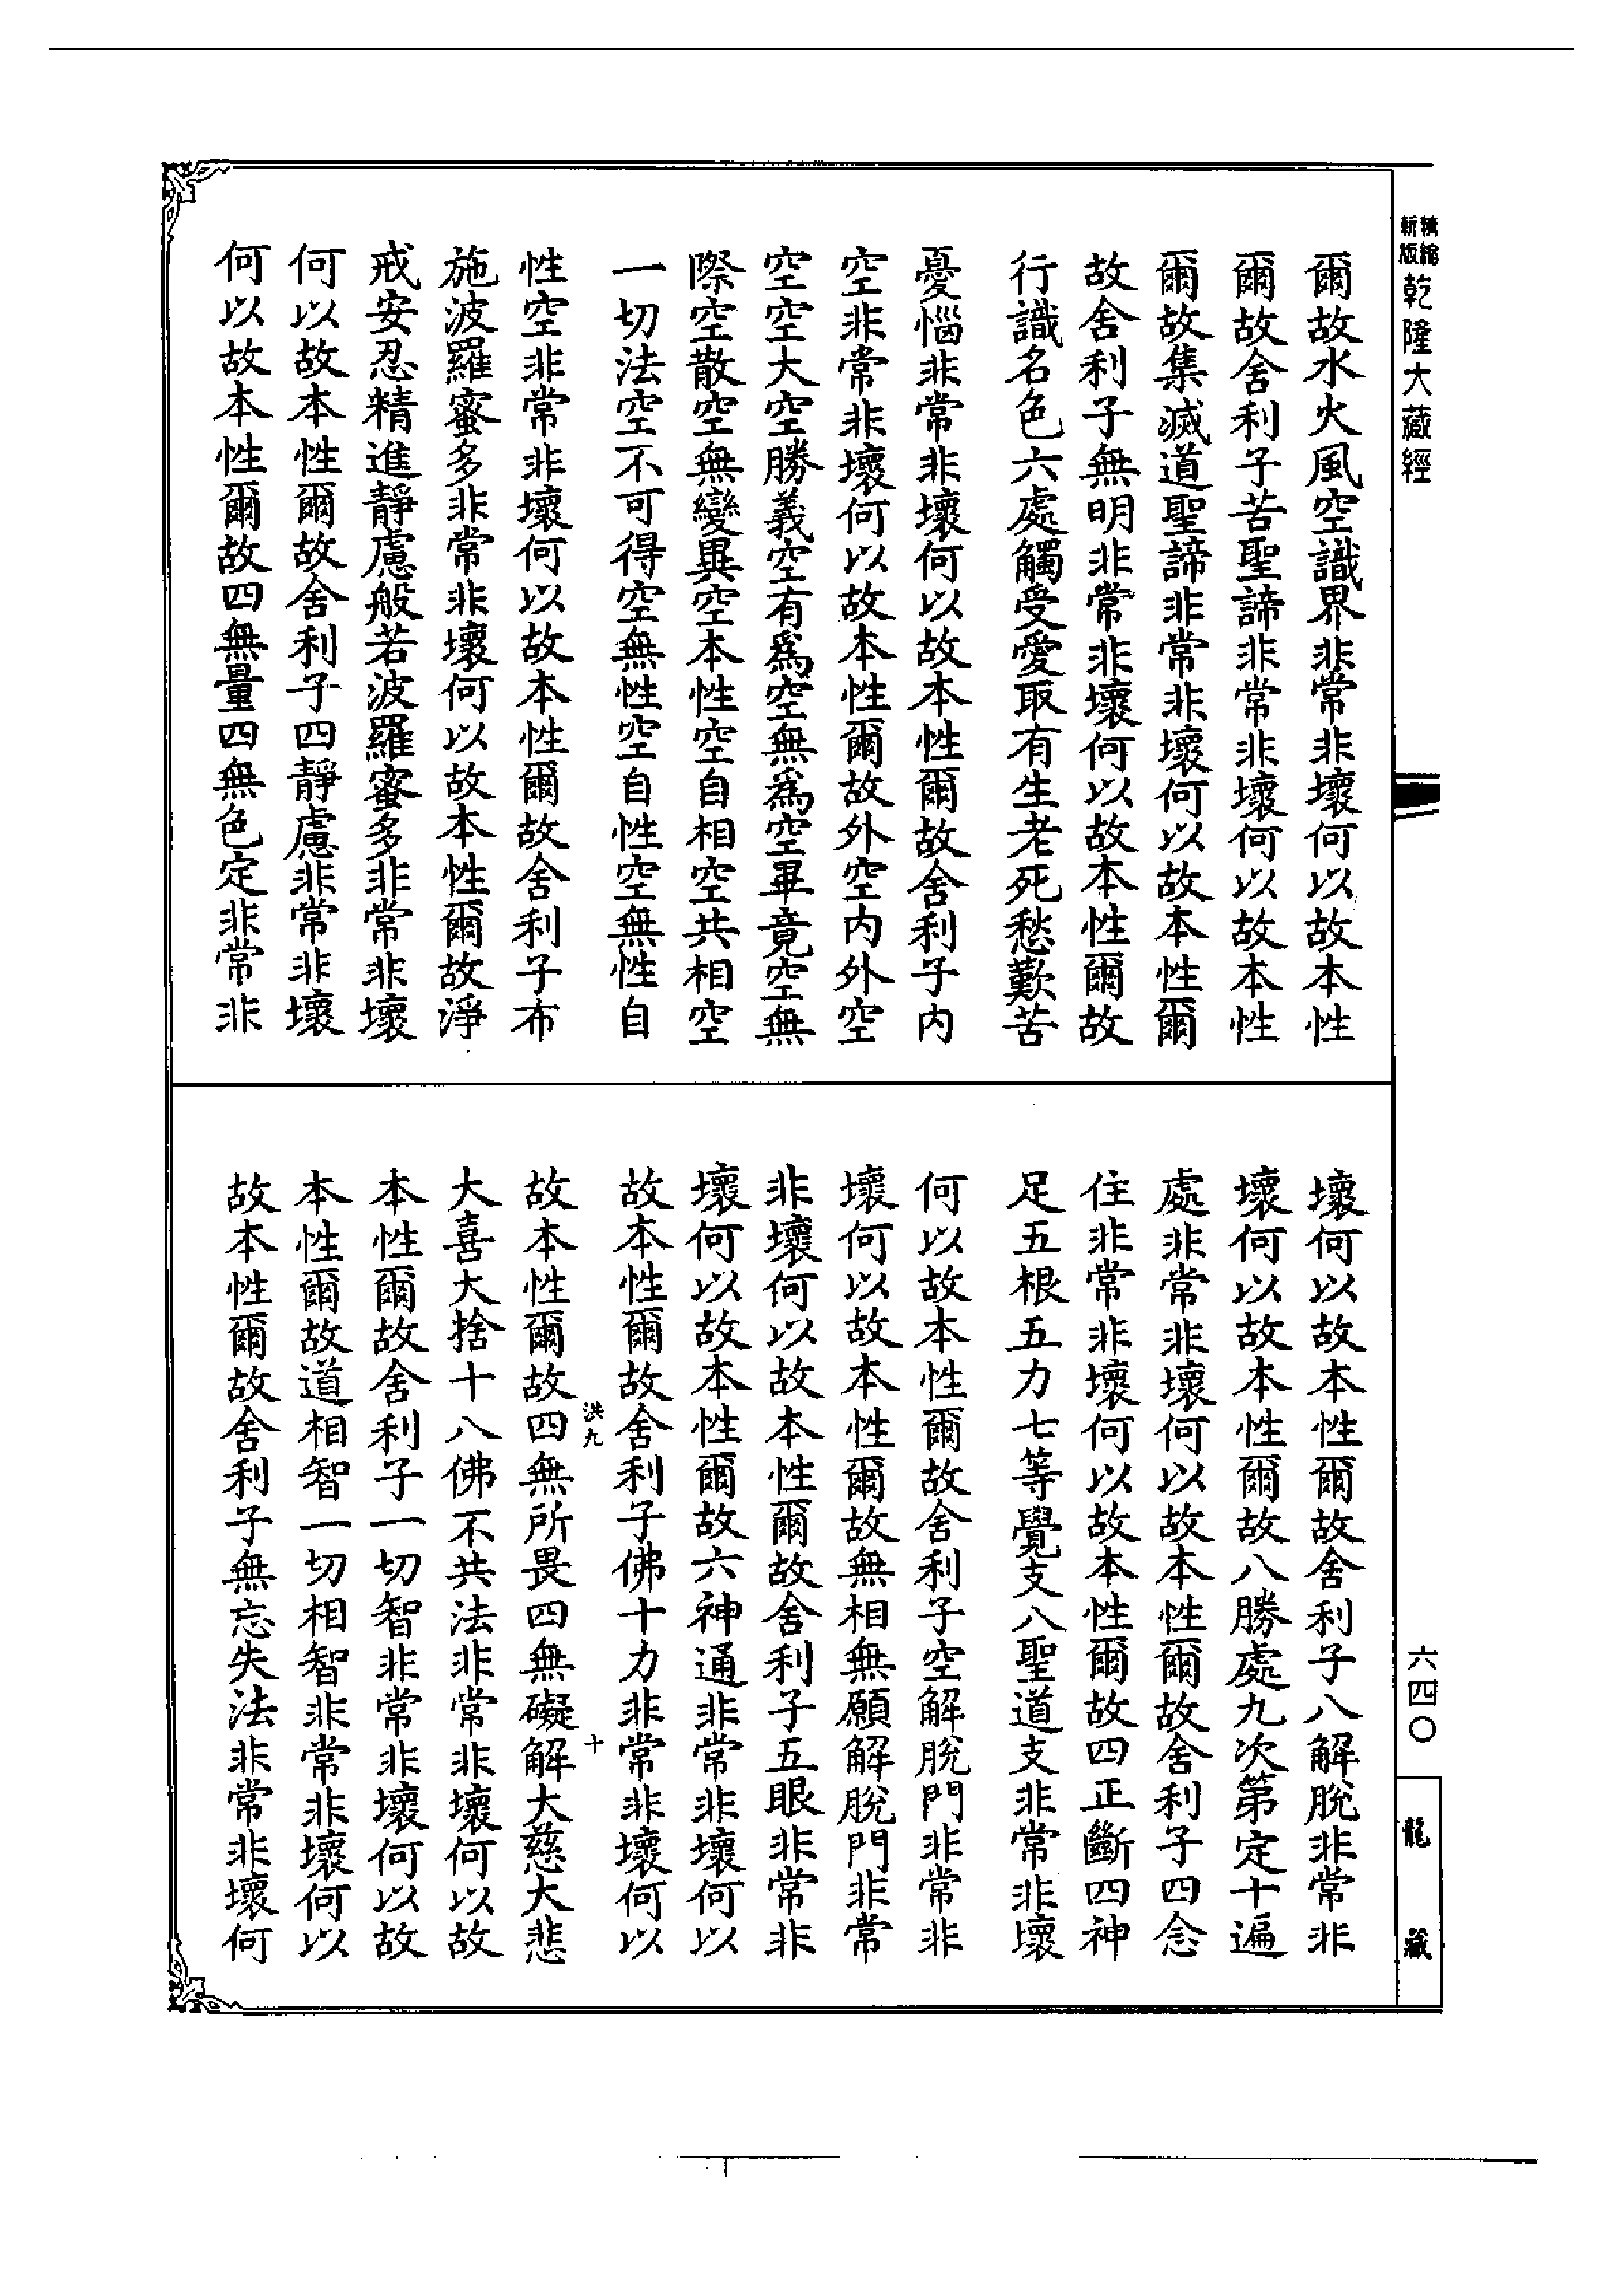 精縮新版乾隆大藏經
爾故水火風空識界非常非壞何以故本性
爾故舍利子苦聖諦非常非壞何以故本性
爾故集滅道聖諦非常非壞何以故本性爾
故舍利子無明非常非壞何以故本性爾故
行識名色六處觸受愛取有生老死愁歎苦
憂惱非常非壞何以故本性爾故舍利子内
空非常非壞何以故本性爾故外空内外空
空空大空勝義空有爲空無爲空畢竟空無
際空散空無變異空本性空自相空共相空
一切法空不可得空無性空自性空無性自
性空非常非壞何以故本性爾故舍利子布
施波羅蜜多非常非壞何以故本性爾故淨
戒安忍精進靜慮般若波羅蜜多非常非壞
何以故本性爾故舍利子四靜慮非常非壞
何以故本性爾故四無量四無色定非常非
壞何以故本性爾故舍利子八解脫非常非
壞何以故本性爾故八勝處九次第定十遍
處非常非壞何以故本性爾故舍利子四念
住非常非壞何以故本性爾故四正斷四神
足五根五力七等覺支八聖道支非常非壞
何以故本性爾故舍利子空解脫門非常非
壞何以故本性爾故無相無願解脫門非常
非壞何以故本性爾故舍利子五眼非常非
壞何以故本性爾故六神通非常非壞何以
故本性爾故舍利子佛十力非常非壞何以
洪九
十
故本性爾故四無所畏四無礙解大慈大悲
大喜大捨十八佛不共法非常非壞何以故
本性爾故舍利子一切智非常非壞何以故
本性爾故道相智一切相智非常非壞何以
故本性爾故舍利子無忘失法非常非壞何
六四〇
龍藏